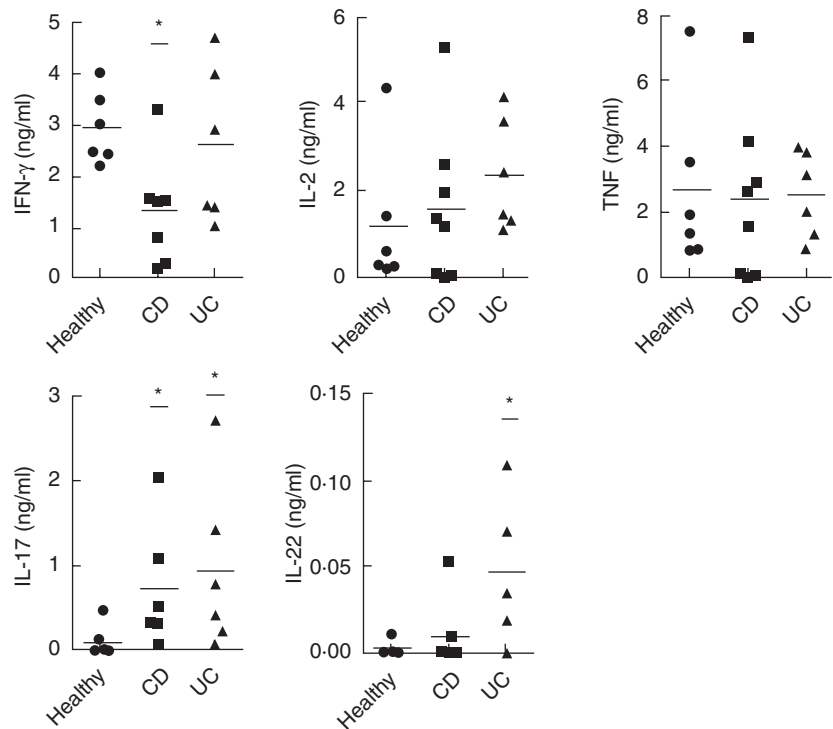 5
4
3
2
1
0
IFN-γ (ng/ml)
*
Healthy
CD
UC
6
4
2
0
IL-2 (ng/ml)
Healthy
CD
UC
8
6
4
2
0
TNF (ng/ml)
Healthy
CD
UC
3
2
1
0
IL-17 (ng/ml)
*
*
Healthy
CD
UC
0·15
0·10
0·05
0·00
IL-22 (ng/ml)
*
Healthy
CD
UC